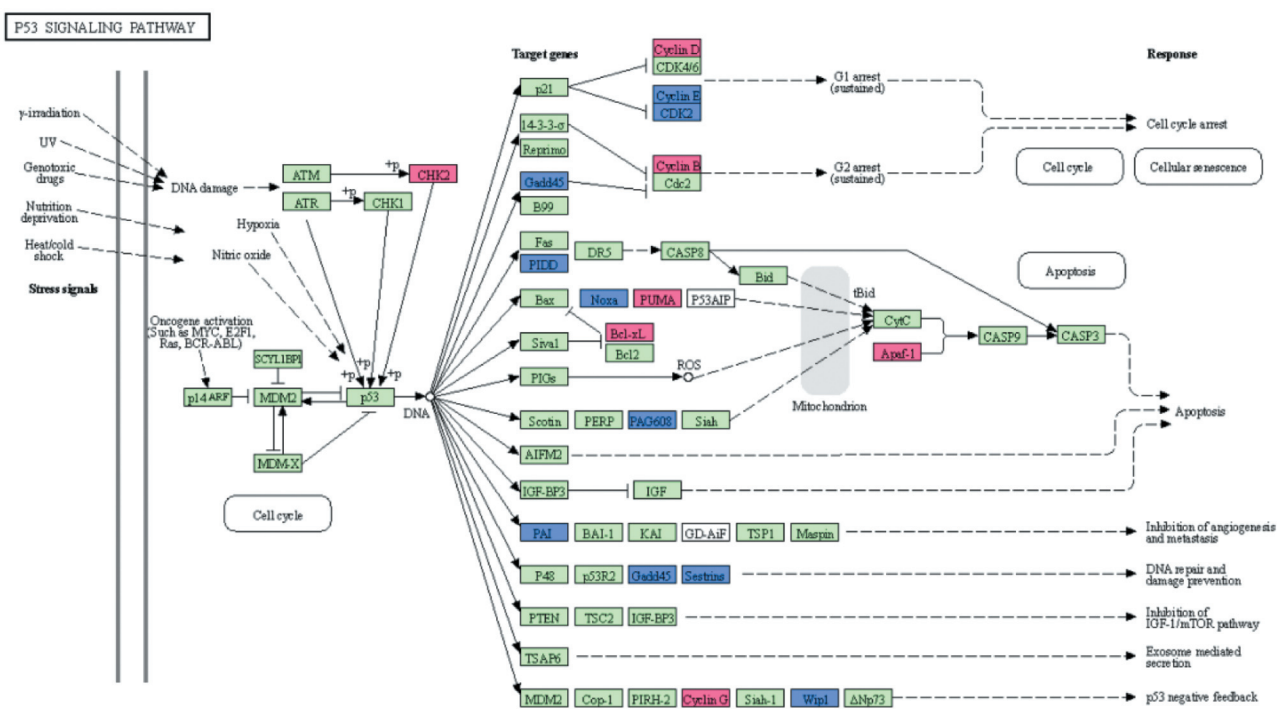 P53 SIGNALING PATHWAY
Target genes
Response
γ-irradiation
UV
Genotoxic
drugs
Nutrition
deprivation
Heat/cold
shock
Stress signals
DNA damage
ATM
+p
CHK2
ATR
+p
CHK1
Hypoxia
Nitric oxide
Oncogene activation
(Such as MYC, E2F1,
Ras, BCR-ABL)
SCYL1BP1
p14 ARF
MDM2
+p
+p
+p
p53
DNA
MDM-X
Cell cycle
p21
Cyclin D
CDK4/6
Cyclin E
CDK2
G1 arrest
(sustained)
14-3-3-σ
Reprimo
Cyclin B
Cdc2
G2 arrest
(sustained)
Cell cycle arrest
Cell cycle
Cellular senescence
Gadd45
B99
Fas
PIDD
DR5
CASP8
Bid
tBid
Apoptosis
Bax
Noxa
PUMA
P53AIP
CytC
Bcl-xL
Bcl2
Siva1
Apaf-1
CASP9
CASP3
PIGs
ROS
Mitochondrion
Scotin
PERP
PAG608
Siah
Apoptosis
AIFM2
IGF-BP3
IGF
PAI
BAI-1
KAI
GD-AiF
TSP1
Maspin
Inhibition of angiogenesis
and metastasis
P48
p53R2
Gadd45
Sestrins
DNA repair and
damage prevention
PTEN
TSC2
IGF-BP3
Inhibition of
IGF-1/mTOR pathway
TSAP6
Exosome mediated
secretion
MDM2
Cop-1
PIRH-2
Cyclin G
Siah-1
Wip1
ΔNp73
p53 negative feedback